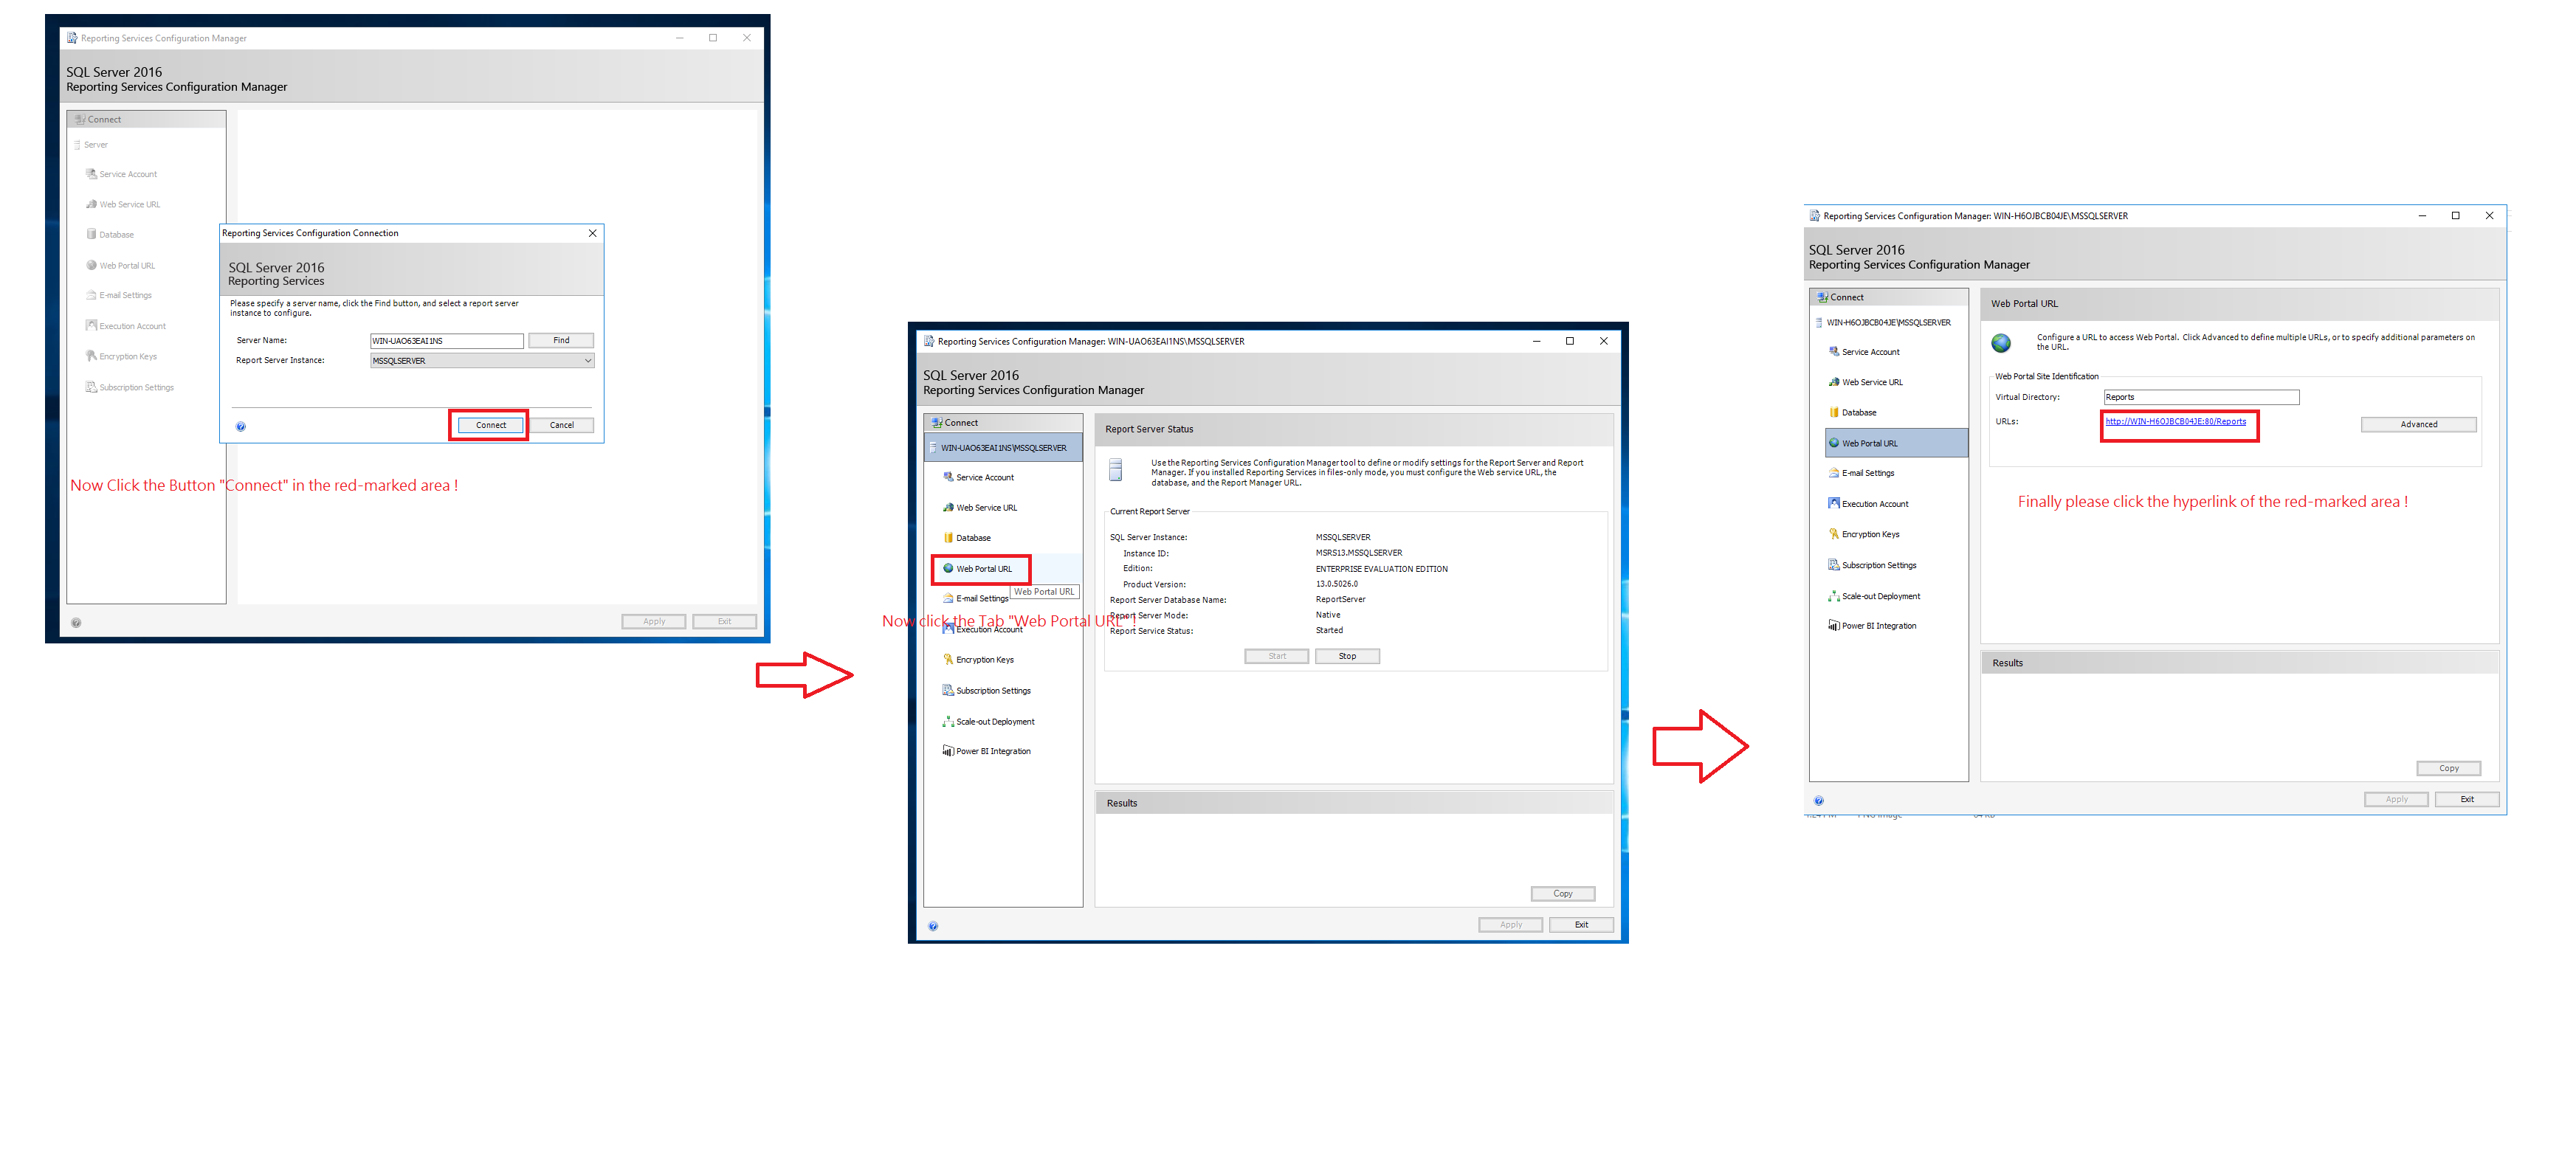 Reporting Services Configuration Manager
SQL Server 2016
Reporting Services Configuration Manager
Connect
Server
Service Account
Web Service URL
Database
Web Portal URL
E-mail Settings
Execution Account
Encryption Keys
Subscription Settings
Reporting Services Configuration Connection
SQL Server 2016
Reporting Services
Please specify a server name, click the Find button, and select a report server
instance to configure.
Server Name: WIN-UAO63EAI1NS Find
Report Server Instance: MSSQLSERVER
Connect Cancel
Now Click the Button "Connect" in the red-marked area !
Apply Exit
Reporting Services Configuration Manager: WIN-UAO63EAI1NS\MSSQLSERVER
SQL Server 2016
Reporting Services Configuration Manager
Connect
WIN-UAO63EAI1NS\MSSQLSERVER
Service Account
Web Service URL
Database
Web Portal URL
Web Portal URL
E-mail Settings
Now click the Tab "Web Portal URL"!
Execution Account
Encryption Keys
Subscription Settings
Scale-out Deployment
Power BI Integration
Report Server Status
Use the Reporting Services Configuration Manager tool to define or modify settings for the Report Server and Report
Manager. If you installed Reporting Services in files-only mode, you must configure the Web service URL, the
database, and the Report Manager URL.
Current Report Server
SQL Server Instance: MSSQLSERVER
Instance ID: MSRS13.MSSQLSERVER
Edition: ENTERPRISE EVALUATION EDITION
Product Version: 13.0.5026.0
Report Server Database Name: ReportServer
Report Server Mode: Native
Report Service Status: Started
Start Stop
Results
Copy
Apply Exit
Reporting Services Configuration Manager: WIN-H6OJBCB04JE\MSSQLSERVER
SQL Server 2016
Reporting Services Configuration Manager
Connect
WIN-H6OJBCB04JE\MSSQLSERVER
Service Account
Web Service URL
Database
Web Portal URL
E-mail Settings
Execution Account
Encryption Keys
Subscription Settings
Scale-out Deployment
Power BI Integration
Web Portal URL
Configure a URL to access Web Portal. Click Advanced to define multiple URLs, or to specify additional parameters on
the URL.
Web Portal Site Identification
Virtual Directory: Reports
URLs: http://WIN-H6OJBCB04JE:80/Reports Advanced
Finally please click the hyperlink of the red-marked area !
Results
Copy
Apply Exit